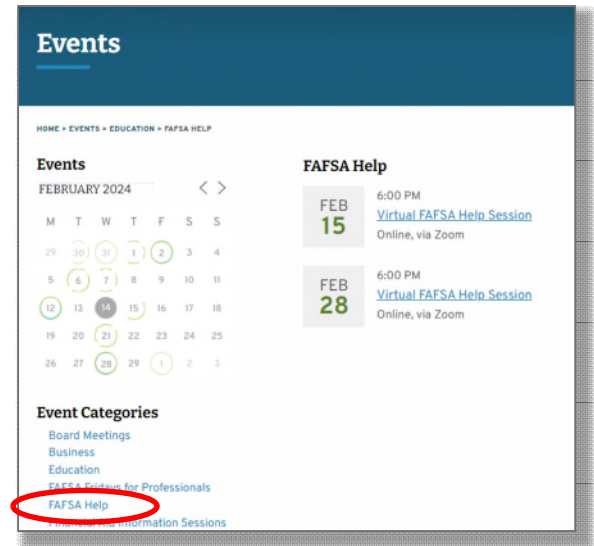 Events
HOME > EVENTS > EDUCATION > FAFSA HELP
Events
FEBRUARY 2024 < >
M T W T F S S
29 30 31 1 2 3 4
5 6 7 8 9 10 11
12 13 14 15 16 17 18
19 20 21 22 23 24 25
26 27 28 29 1 2 3
Event Categories
Board Meetings
Business
Education
FAFSA Fridays for Professionals
FAFSA Help
Financial Aid Information Sessions
FAFSA Help
FEB
15
6:00 PM
Virtual FAFSA Help Session
Online, via Zoom
FEB
28
6:00 PM
Virtual FAFSA Help Session
Online, via Zoom